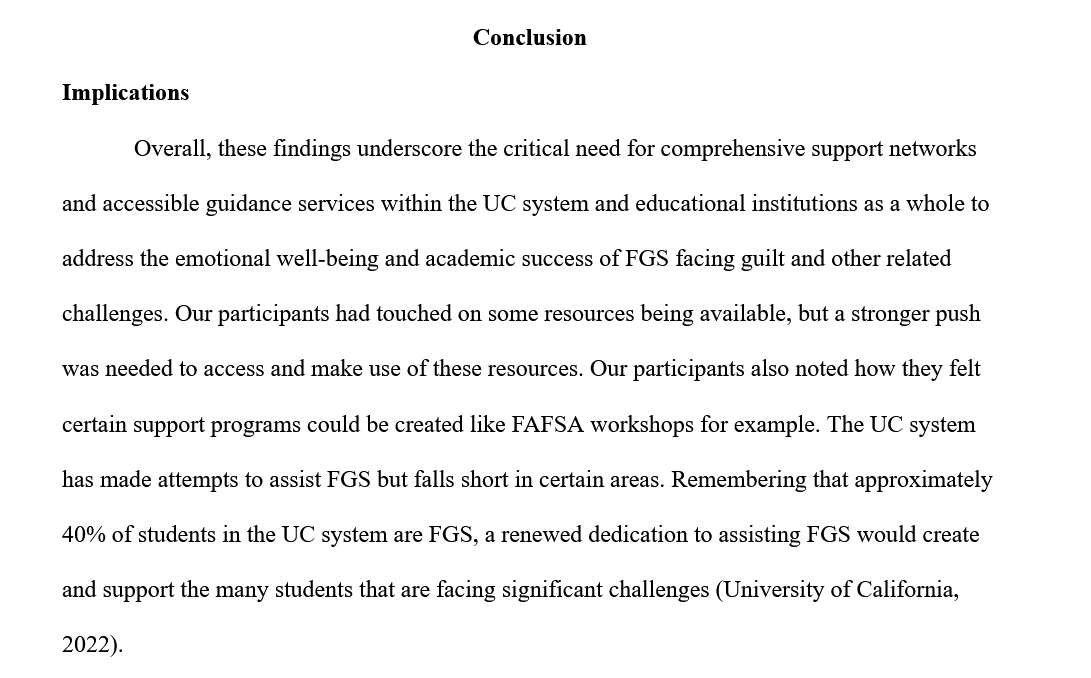 Conclusion
Implications
Overall, these findings underscore the critical need for comprehensive support networks
and accessible guidance services within the UC system and educational institutions as a whole to
address the emotional well-being and academic success of FGS facing guilt and other related
challenges. Our participants had touched on some resources being available, but a stronger push
was needed to access and make use of these resources. Our participants also noted how they felt
certain support programs could be created like FAFSA workshops for example. The UC system
has made attempts to assist FGS but falls short in certain areas. Remembering that approximately
40% of students in the UC system are FGS, a renewed dedication to assisting FGS would create
and support the many students that are facing significant challenges (University of California,
2022).